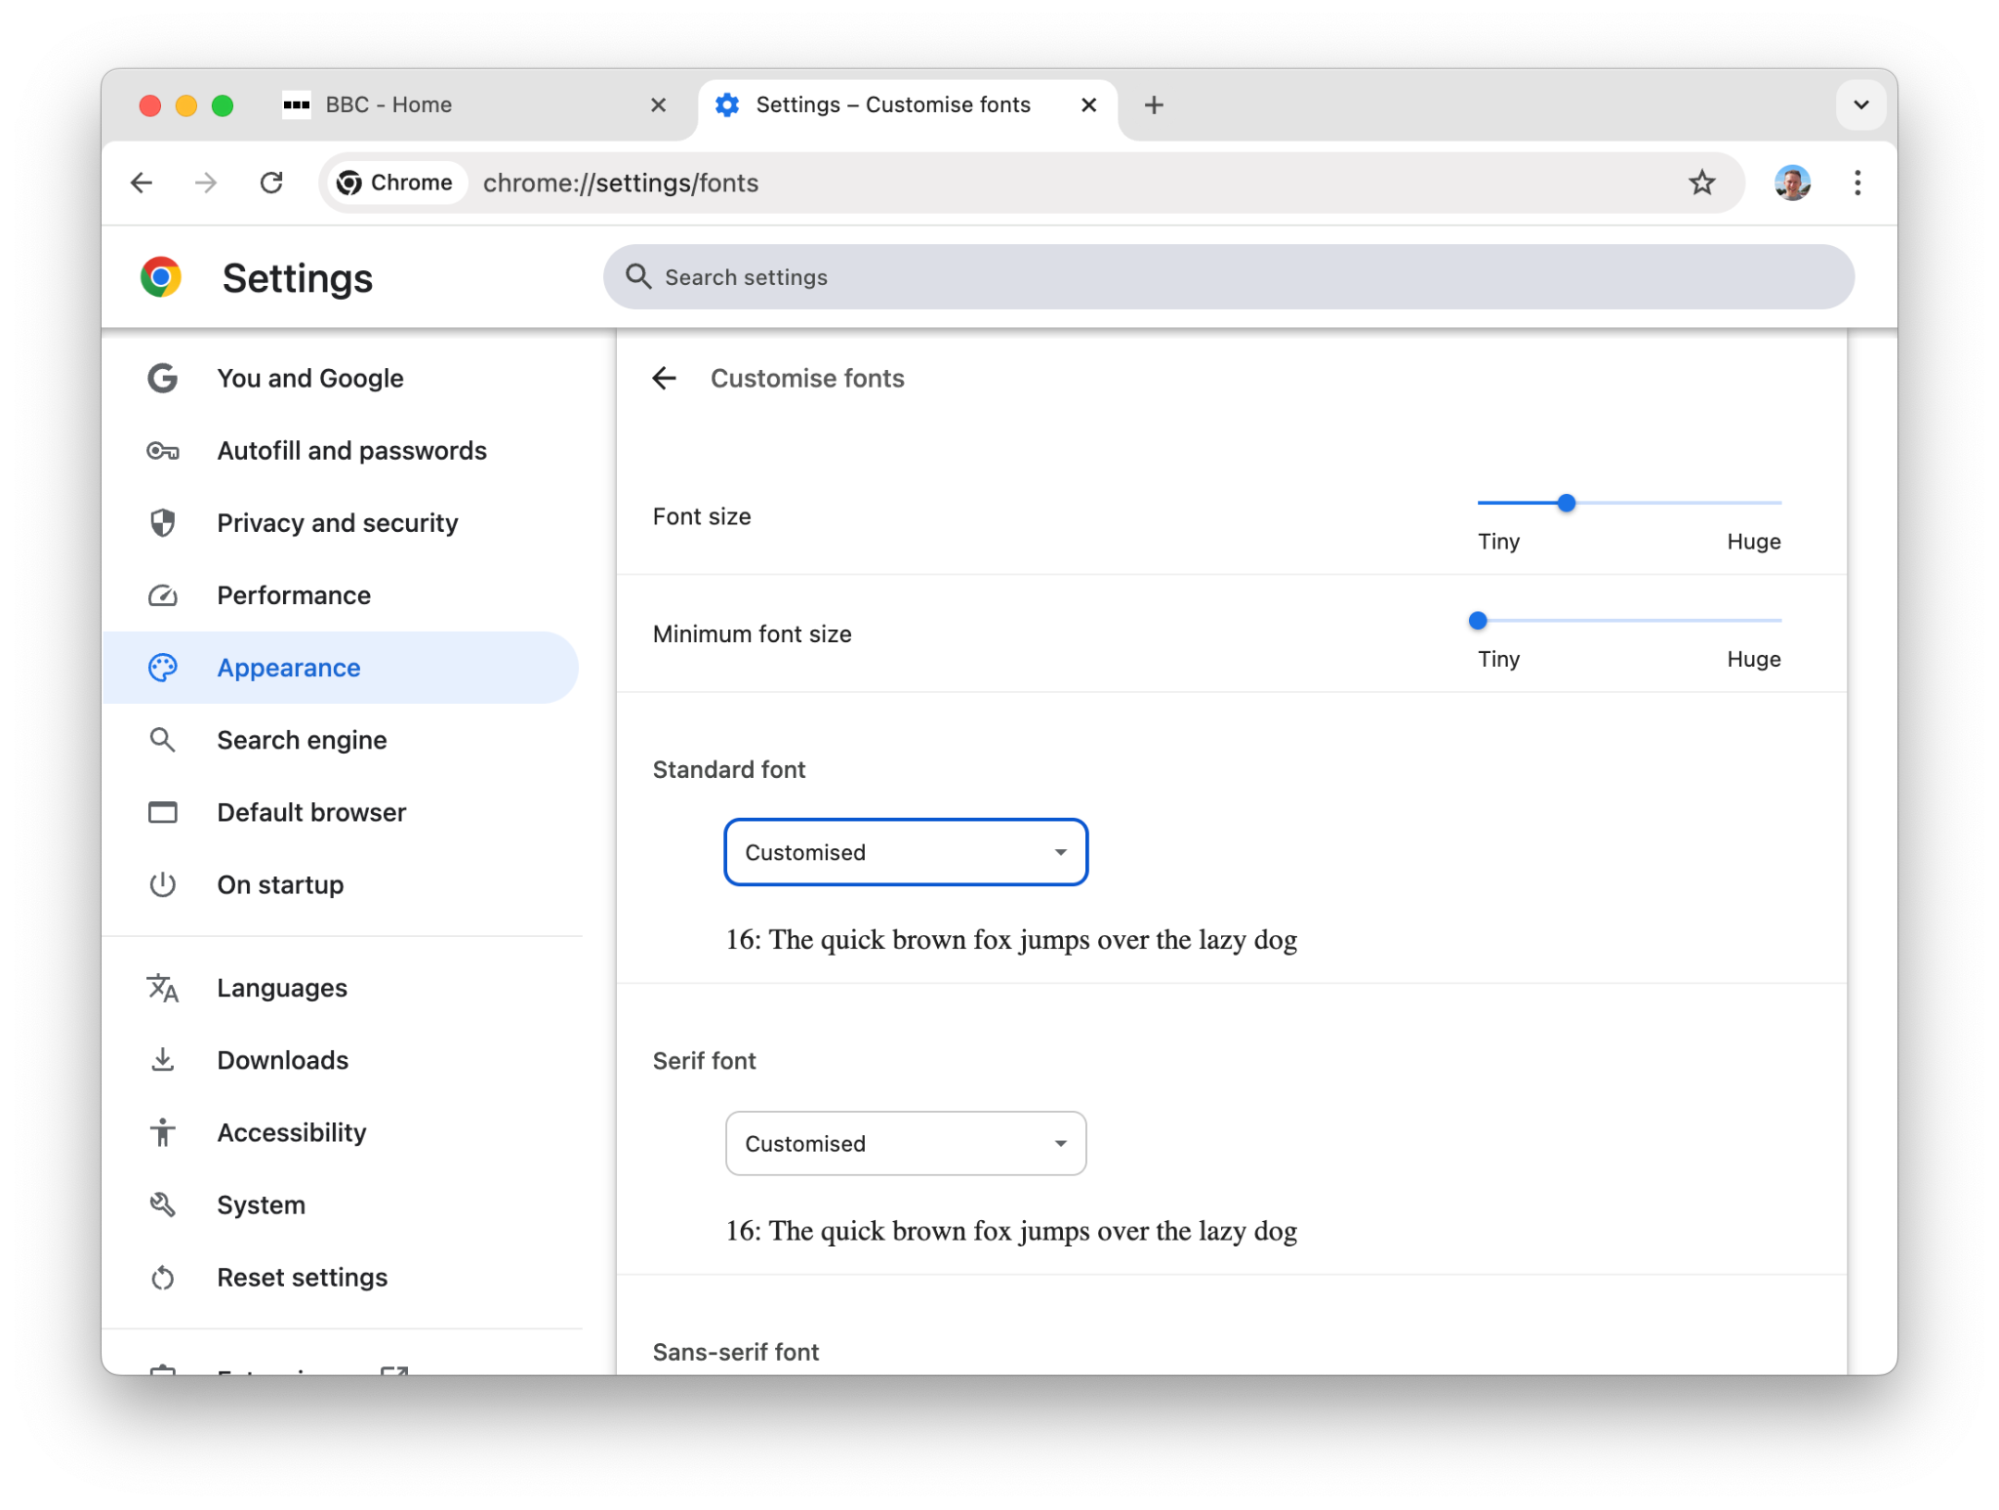 BBC - Home
Settings – Customise fonts
Chrome
chrome://settings/fonts
Settings
Search settings
You and Google
Autofill and passwords
Privacy and security
Performance
Appearance
Search engine
Default browser
On startup
Languages
Downloads
Accessibility
System
Reset settings
Customise fonts
Font size
Tiny
Huge
Minimum font size
Tiny
Huge
Standard font
Customised
16: The quick brown fox jumps over the lazy dog
Serif font
Customised
16: The quick brown fox jumps over the lazy dog
Sans-serif font